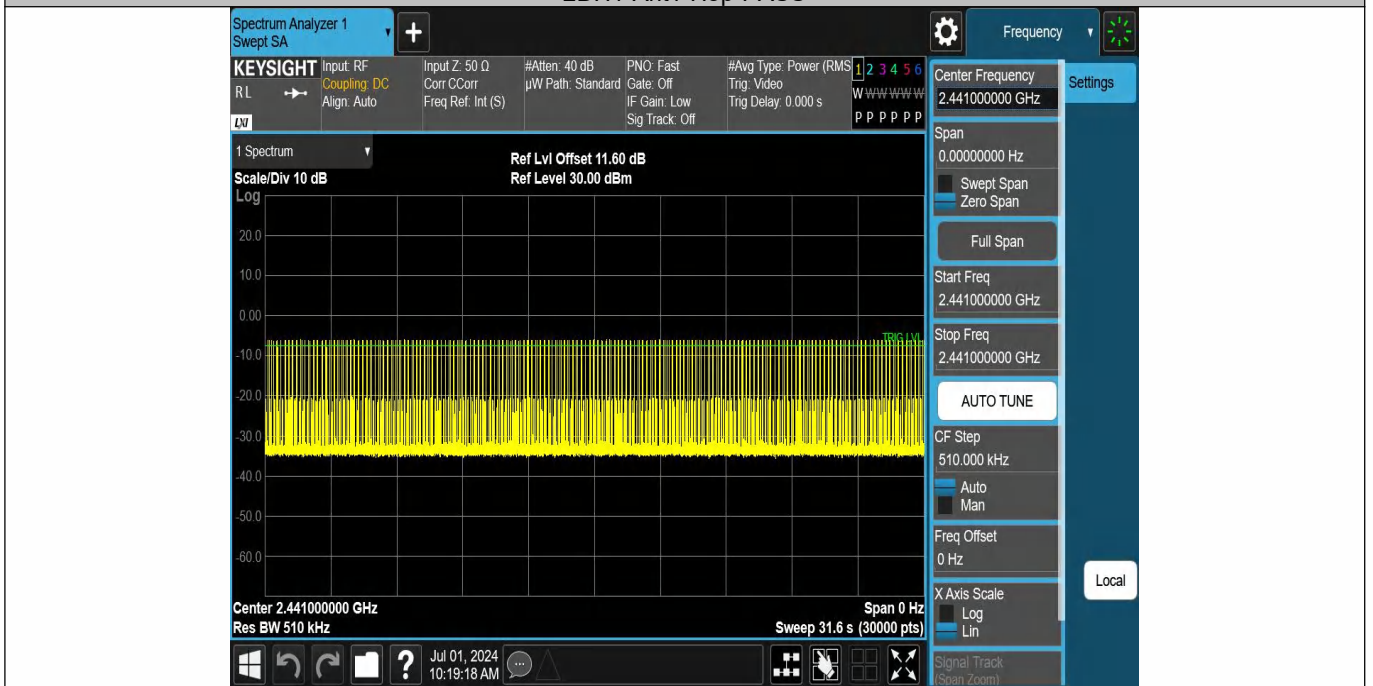 Spectrum Analyzer 1
Swept SA
+
Frequency
KEYSIGHT
RL
LXI
Input: RF
Coupling: DC
Align: Auto
Input Z: 50 Ω
Corr CCorr
Freq Ref: Int (S)
#Atten: 40 dB
µW Path: Standard
PNO: Fast
Gate: Off
IF Gain: Low
Sig Track: Off
#Avg Type: Power (RMS
Trig: Video
Trig Delay: 0.000 s
1 2 3 4 5 6
W W W W W W
P P P P P P
Center Frequency
2.441000000 GHz
Settings
1 Spectrum
Scale/Div 10 dB
Ref Lvl Offset 11.60 dB
Ref Level 30.00 dBm
Log
20.0
10.0
0.00
-10.0
-20.0
-30.0
-40.0
-50.0
-60.0
TRIG LVL
Span
0.00000000 Hz
Swept Span
Zero Span
Full Span
Start Freq
2.441000000 GHz
Stop Freq
2.441000000 GHz
AUTO TUNE
CF Step
510.000 kHz
Auto
Man
Freq Offset
0 Hz
X Axis Scale
Log
Lin
Signal Track
(Span Zoom)
Local
Center 2.441000000 GHz
Res BW 510 kHz
Span 0 Hz
Sweep 31.6 s (30000 pts)
?
Jul 01, 2024
10:19:18 AM